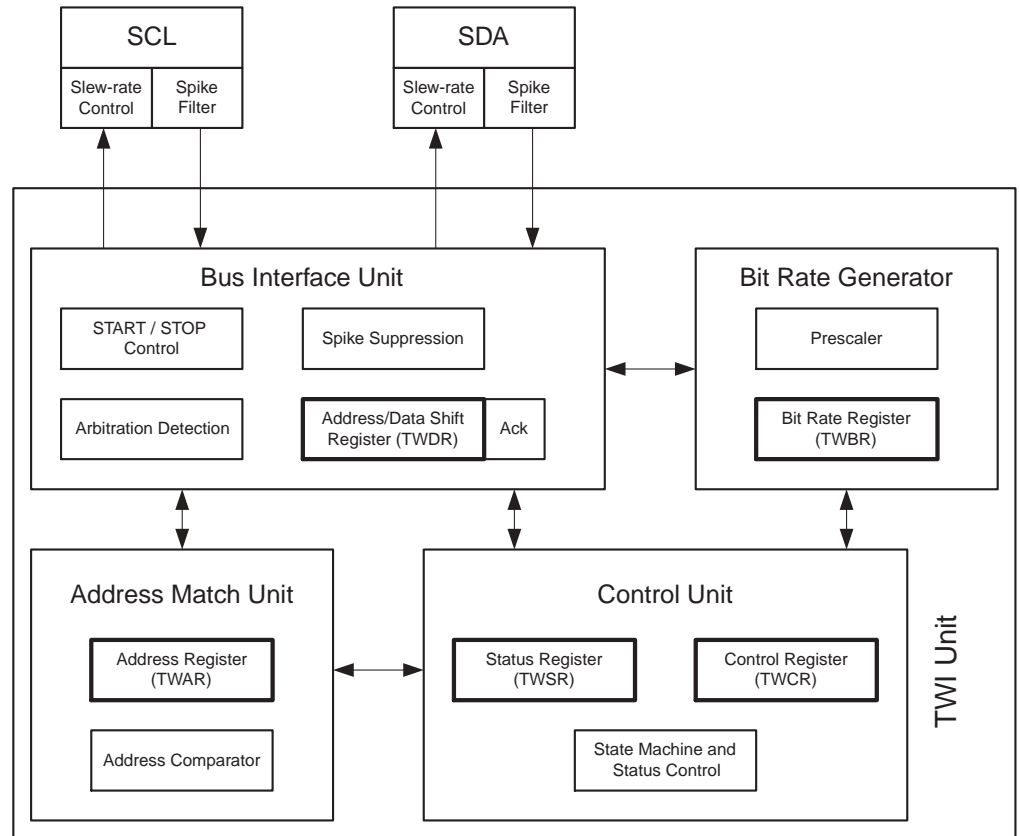 SCL
Slew-rate
Control
Spike
Filter
SDA
Slew-rate
Control
Spike
Filter
Bus Interface Unit
START / STOP
Control
Spike Suppression
Arbitration Detection
Address/Data Shift
Register (TWDR)
Ack
Bit Rate Generator
Prescaler
Bit Rate Register
(TWBR)
Address Match Unit
Address Register
(TWAR)
Address Comparator
Control Unit
Status Register
(TWSR)
Control Register
(TWCR)
State Machine and
Status Control
TWI Unit